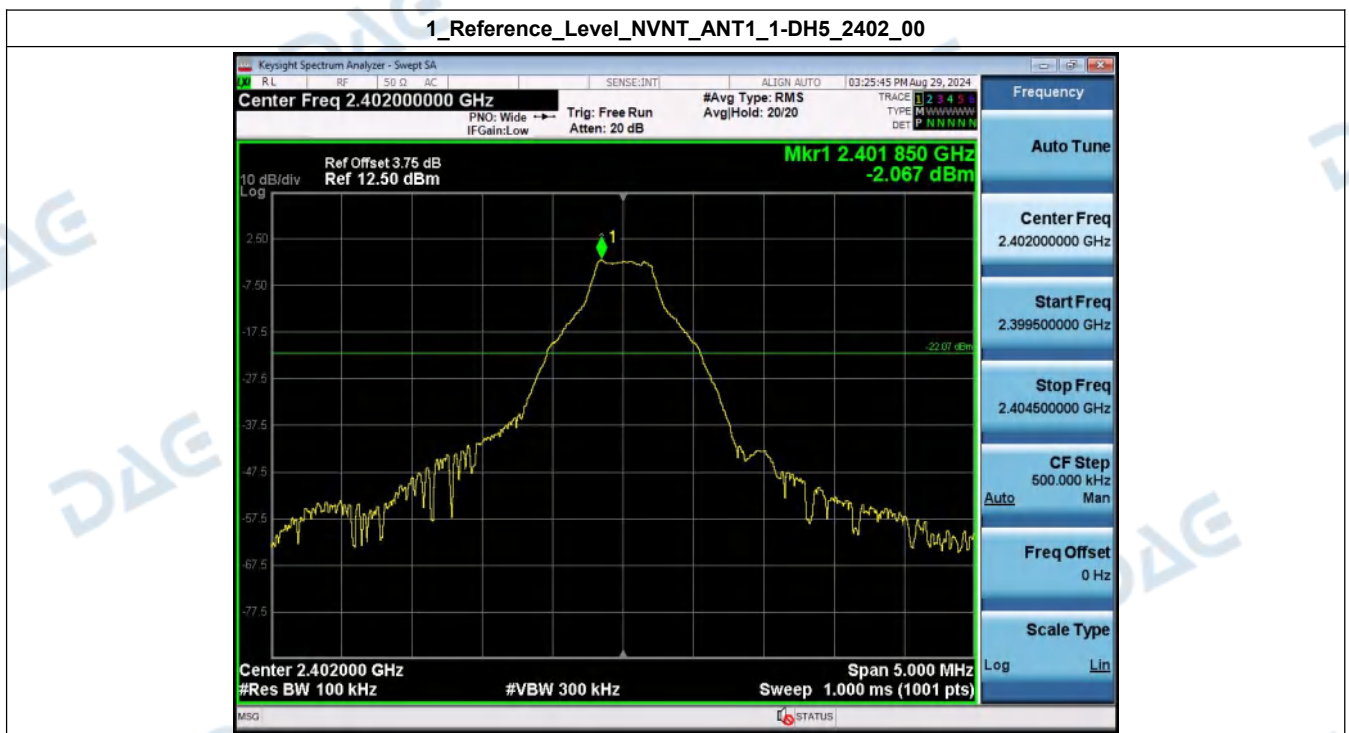 1_Reference_Level_NVNT_ANT1_1-DH5_2402_00
Keysight Spectrum Analyzer - Swept SA
LXI RL RF 50 Ω AC SENSE:INT ALIGN AUTO 03:25:45 PM Aug 29, 2024
Center Freq 2.402000000 GHz
PNO: Wide
IFGain:Low
Trig: Free Run
Atten: 20 dB
#Avg Type: RMS
Avg|Hold: 20/20
TRACE 1 2 3 4 5 6
TYPE MWWWWW
DET P N N N N N
Mkr1 2.401 850 GHz
-2.067 dBm
Ref Offset 3.75 dB
10 dB/div Ref 12.50 dBm
Log
1
2.50
-7.50
-17.5
-22.07 dBm
-27.5
-37.5
-47.5
-57.5
-67.5
-77.5
Center 2.402000 GHz Span 5.000 MHz
#Res BW 100 kHz #VBW 300 kHz Sweep 1.000 ms (1001 pts)
MSG STATUS
Frequency
Auto Tune
Center Freq
2.402000000 GHz
Start Freq
2.399500000 GHz
Stop Freq
2.404500000 GHz
CF Step
500.000 kHz
Auto Man
Freq Offset
0 Hz
Scale Type
Log Lin
DAG
DAG
DAG